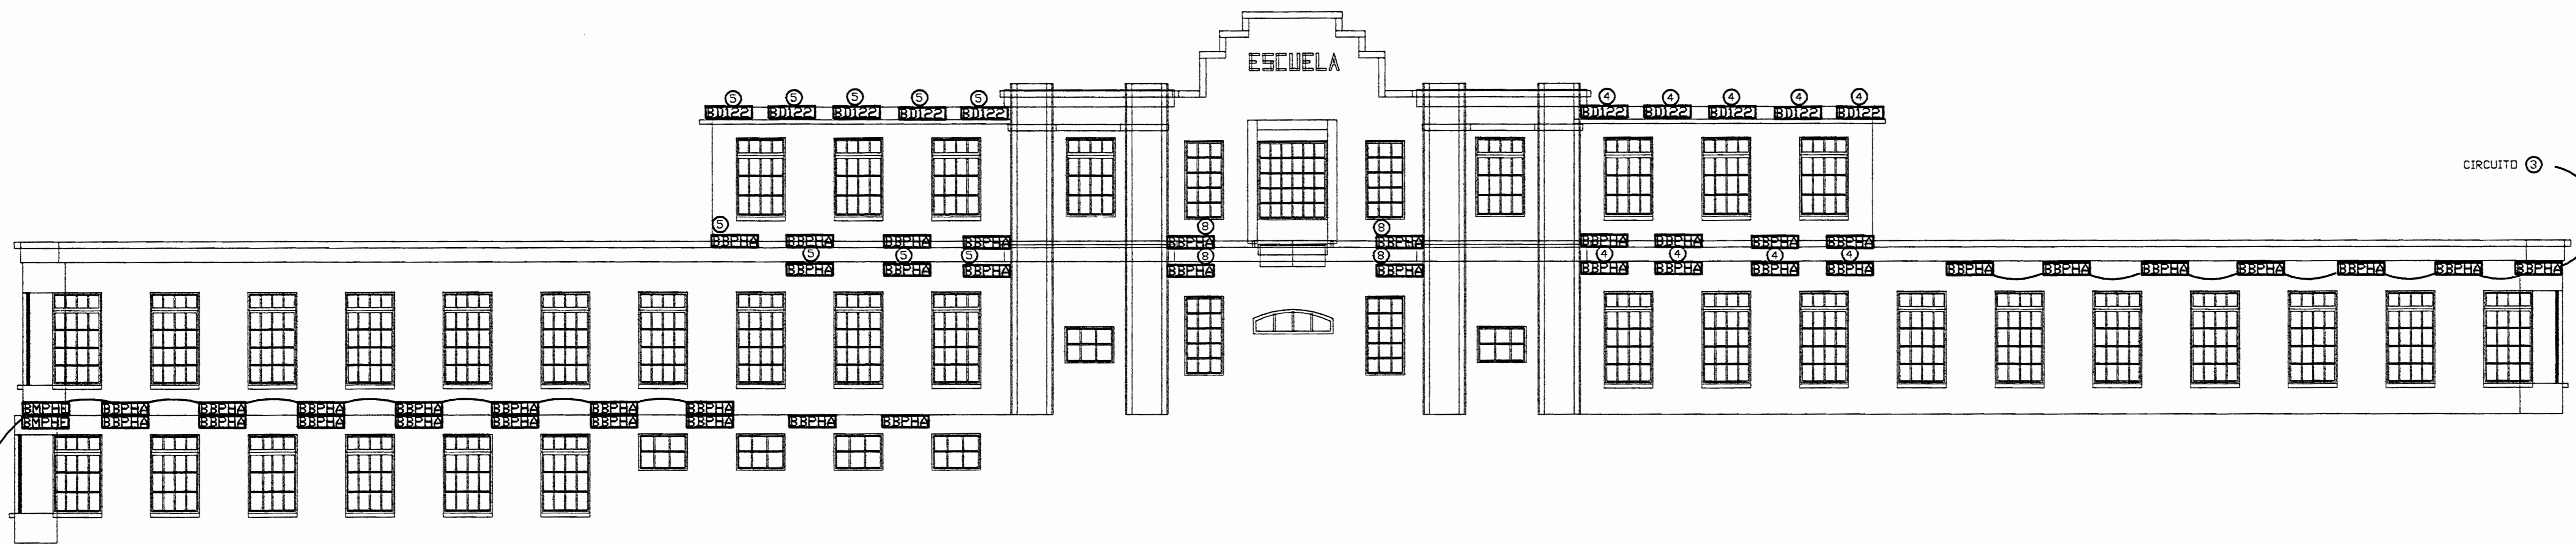 ESCUELA
5 5 5 5 5 4 4 4 4 4
BD122 BD122 BD122 BD122 BD122 BD122 BD122 BD122 BD122 BD122
CIRCUITO 3
5 8 8
BBPHA BBPHA BBPHA BBPHA BBPHA BBPHA BBPHA BBPHA BBPHA BBPHA
5 5 5 8 8 4 4 4 4
BBPHA BBPHA BBPHA BBPHA BBPHA BBPHA BBPHA BBPHA BBPHA BBPHA BBPHA BBPHA BBPHA BBPHA BBPHA BBPHA
BMPHE BBPHA BBPHA BBPHA BBPHA BBPHA BBPHA BBPHA
BMPHE BBPHA BBPHA BBPHA BBPHA BBPHA BBPHA BBPHA BBPHA BBPHA